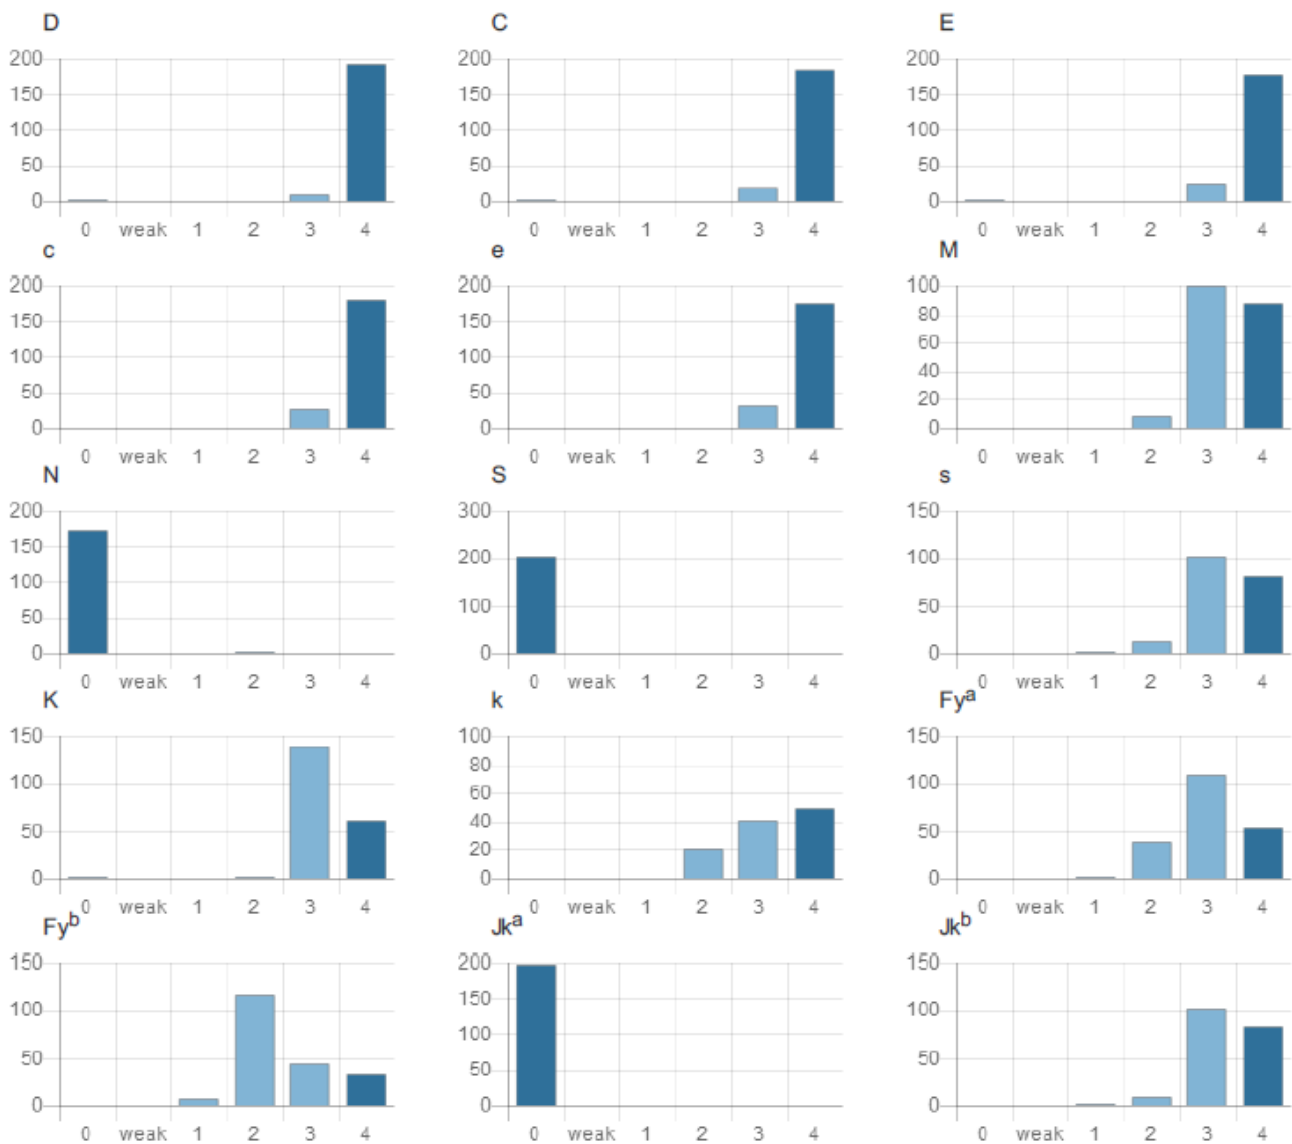 D C E
200 200 200
150 150 150
100 100 100
50 50 50
0 0 0
0 weak 1 2 3 4 0 weak 1 2 3 4 0 weak 1 2 3 4
c e M
200 200 100
150 150 80
100 100 60
50 50 40
0 0 20
0
0 weak 1 2 3 4 0 weak 1 2 3 4 0 weak 1 2 3 4
N S s
200 300 150
150 200 100
100 100 50
50 0 0
0
0 weak 1 2 3 4 0 weak 1 2 3 4 0 weak 1 2 3 4
K k Fyª
150 100 150
100 80 100
50 60 50
0 40 0
20
0
0 weak 1 2 3 4 0 weak 1 2 3 4 0 weak 1 2 3 4
Fyᵇ Jkª Jkᵇ
150 200 150
100 150 100
50 100 50
0 50 0
0
0 weak 1 2 3 4 0 weak 1 2 3 4 0 weak 1 2 3 4